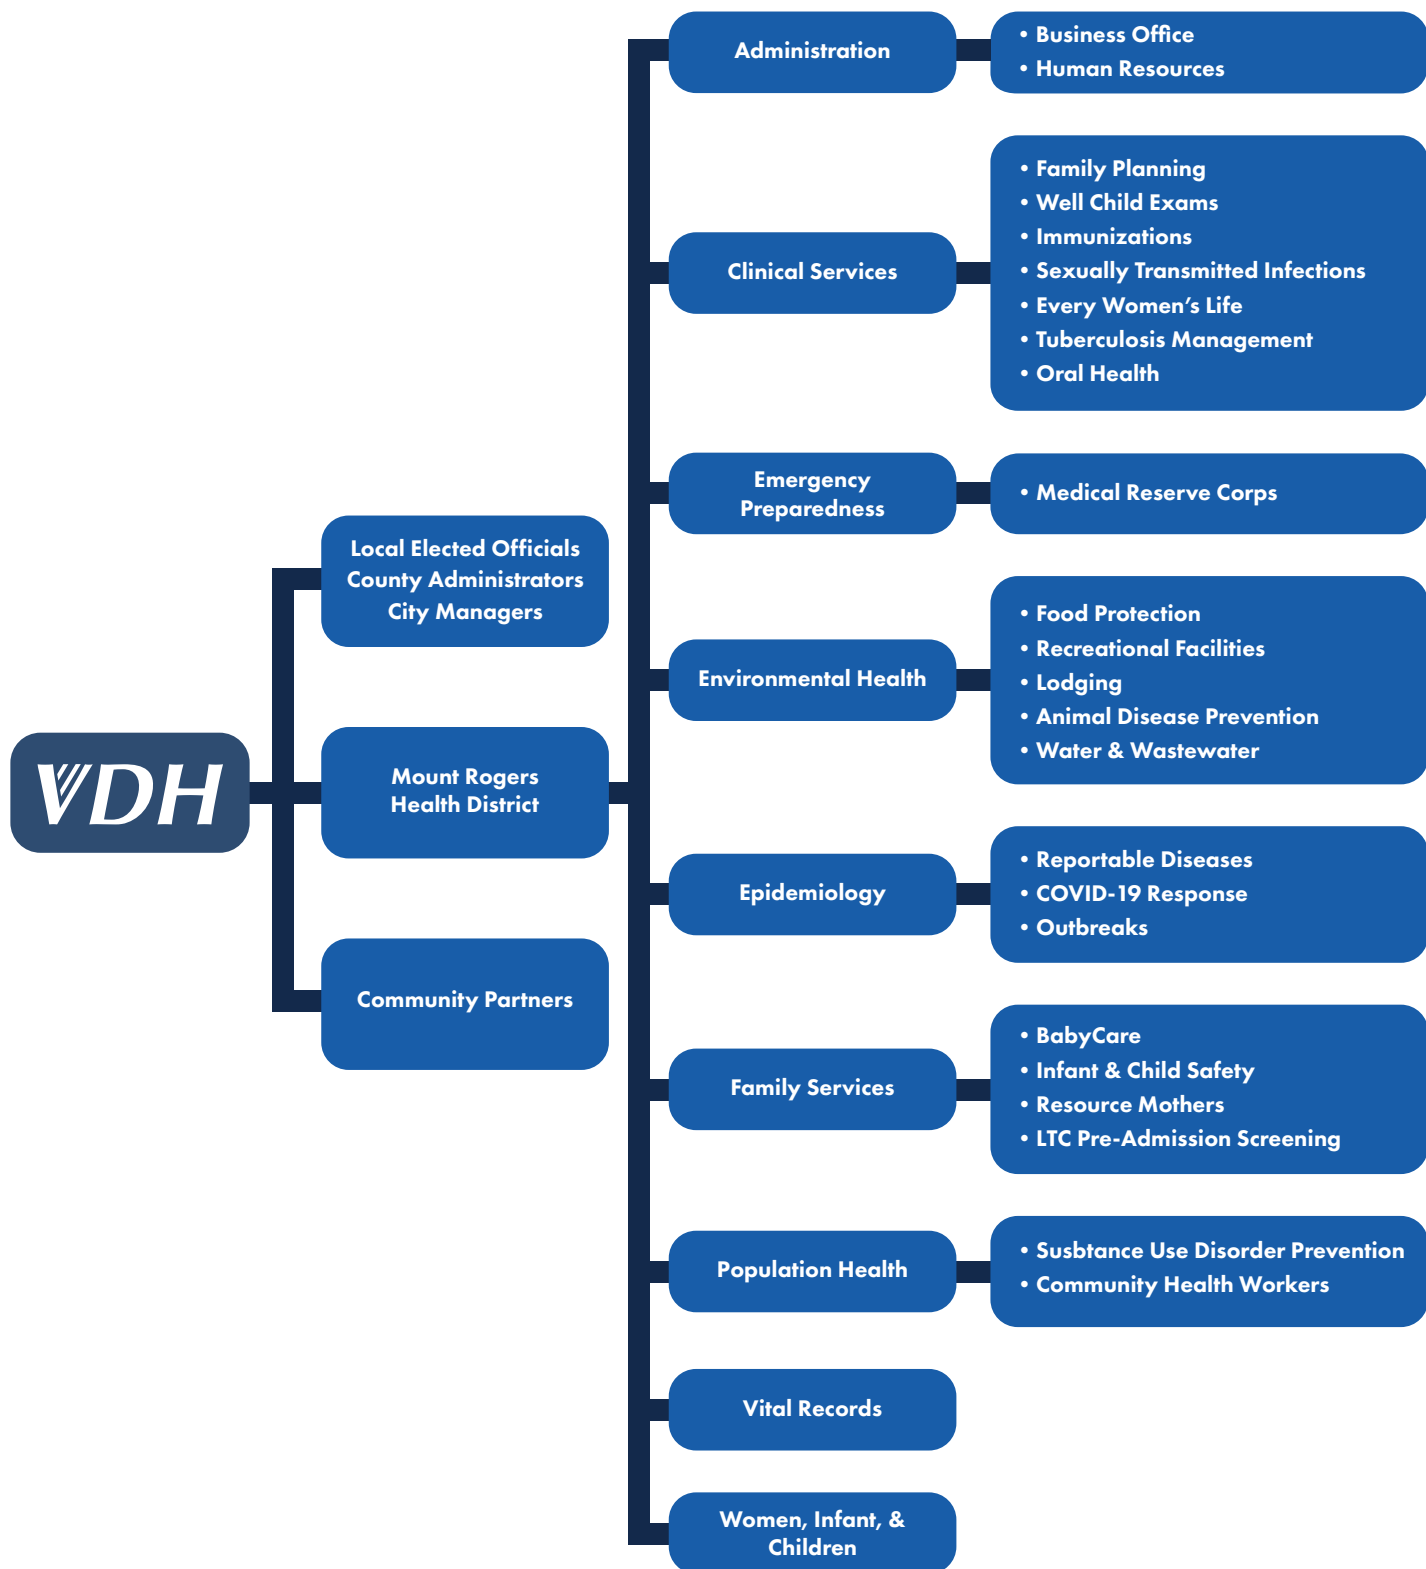 VDH
Local Elected Officials
County Administrators
City Managers
Mount Rogers
Health District
Community Partners
Administration
• Business Office
• Human Resources
Clinical Services
• Family Planning
• Well Child Exams
• Immunizations
• Sexually Transmitted Infections
• Every Women’s Life
• Tuberculosis Management
• Oral Health
Emergency
Preparedness
• Medical Reserve Corps
Environmental Health
• Food Protection
• Recreational Facilities
• Lodging
• Animal Disease Prevention
• Water & Wastewater
Epidemiology
• Reportable Diseases
• COVID-19 Response
• Outbreaks
Family Services
• BabyCare
• Infant & Child Safety
• Resource Mothers
• LTC Pre-Admission Screening
Population Health
• Susbtance Use Disorder Prevention
• Community Health Workers
Vital Records
Women, Infant, &
Children